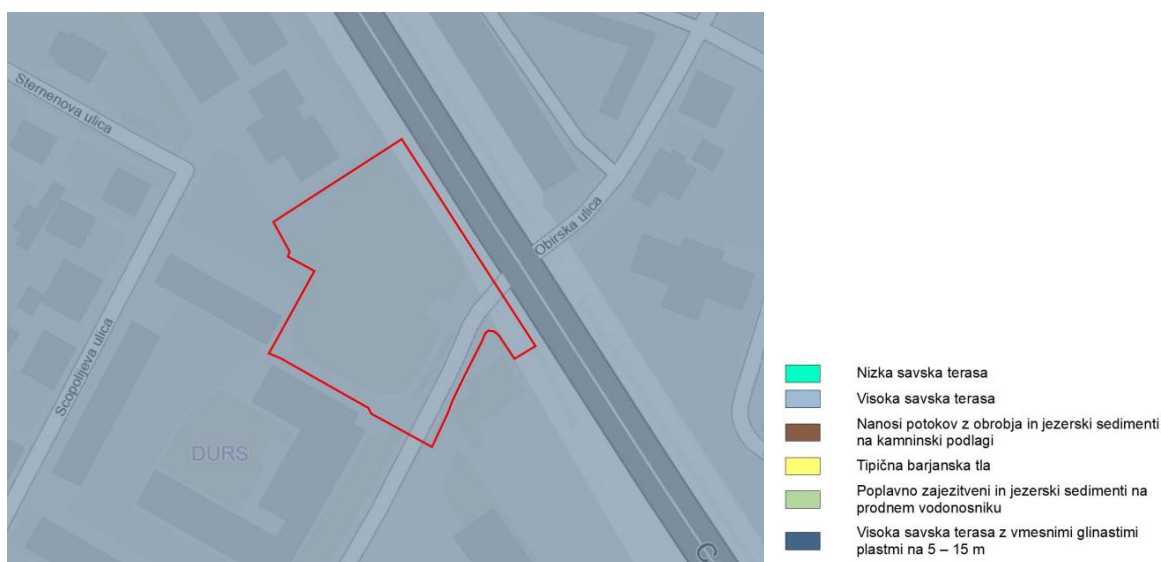 Sternenova ulica
Obirska ulica
Scopolijeva ulica
DURS
C
Nizka savska terasa
Visoka savska terasa
Nanosi potokov z obrobja in jezerski sedimenti
na kamninski podlagi
Tipična barjanska tla
Poplavno zajezitveni in jezerski sedimenti na
prodnem vodonosniku
Visoka savska terasa z vmesnimi glinastimi
plastmi na 5 – 15 m